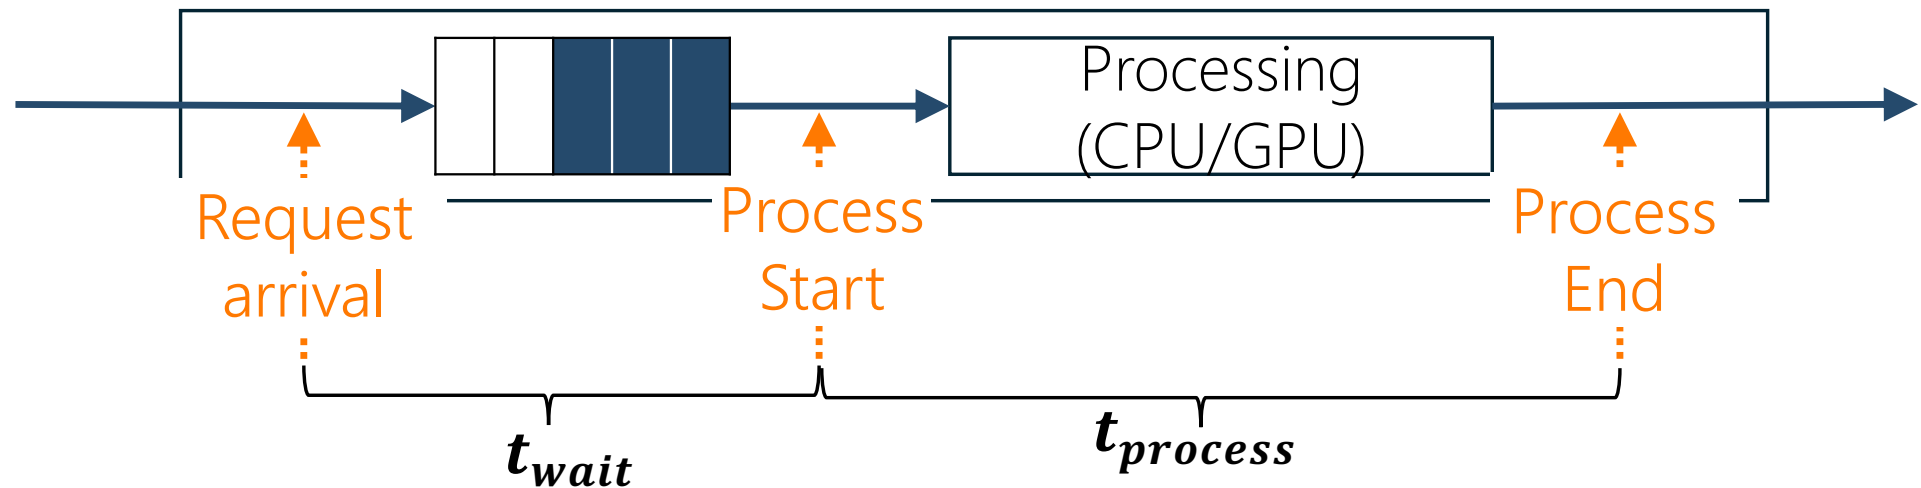 Processing
(CPU/GPU)
Request
arrival
Process
Start
Process
End
t_wait
t_process